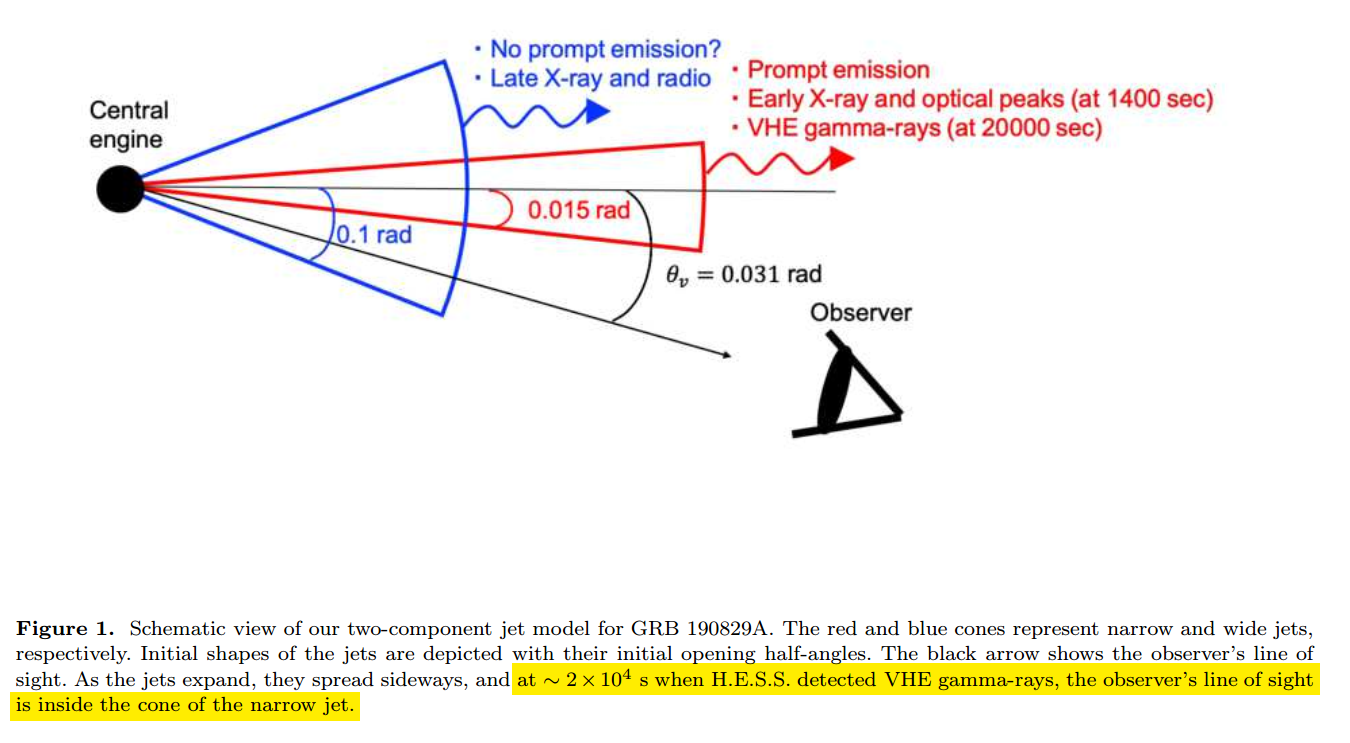 · No prompt emission?
· Late X-ray and radio
· Prompt emission
· Early X-ray and optical peaks (at 1400 sec)
· VHE gamma-rays (at 20000 sec)
Central
engine
0.015 rad
0.1 rad
θᵥ = 0.031 rad
Observer
Figure 1. Schematic view of our two-component jet model for GRB 190829A. The red and blue cones represent narrow and wide jets,
respectively. Initial shapes of the jets are depicted with their initial opening half-angles. The black arrow shows the observer's line of
sight. As the jets expand, they spread sideways, and at ∼ 2 × 10⁴ s when H.E.S.S. detected VHE gamma-rays, the observer's line of sight
is inside the cone of the narrow jet.